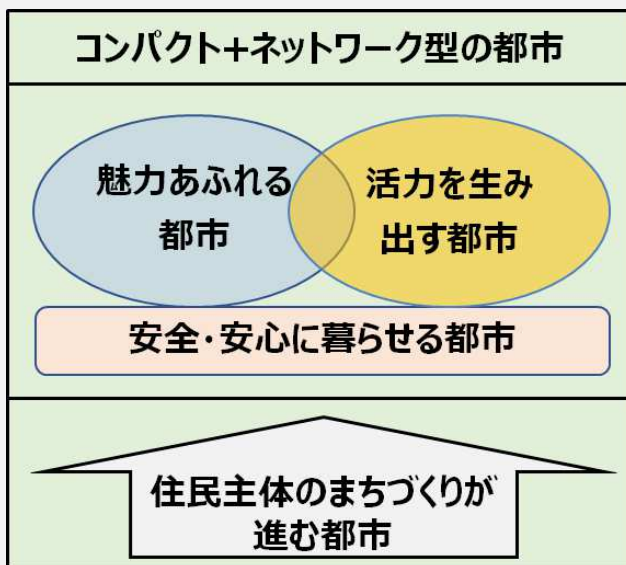 コンパクト+ネットワーク型の都市
魅力あふれる
都市
活力を生み
出す都市
安全・安心に暮らせる都市
住民主体のまちづくりが
進む都市